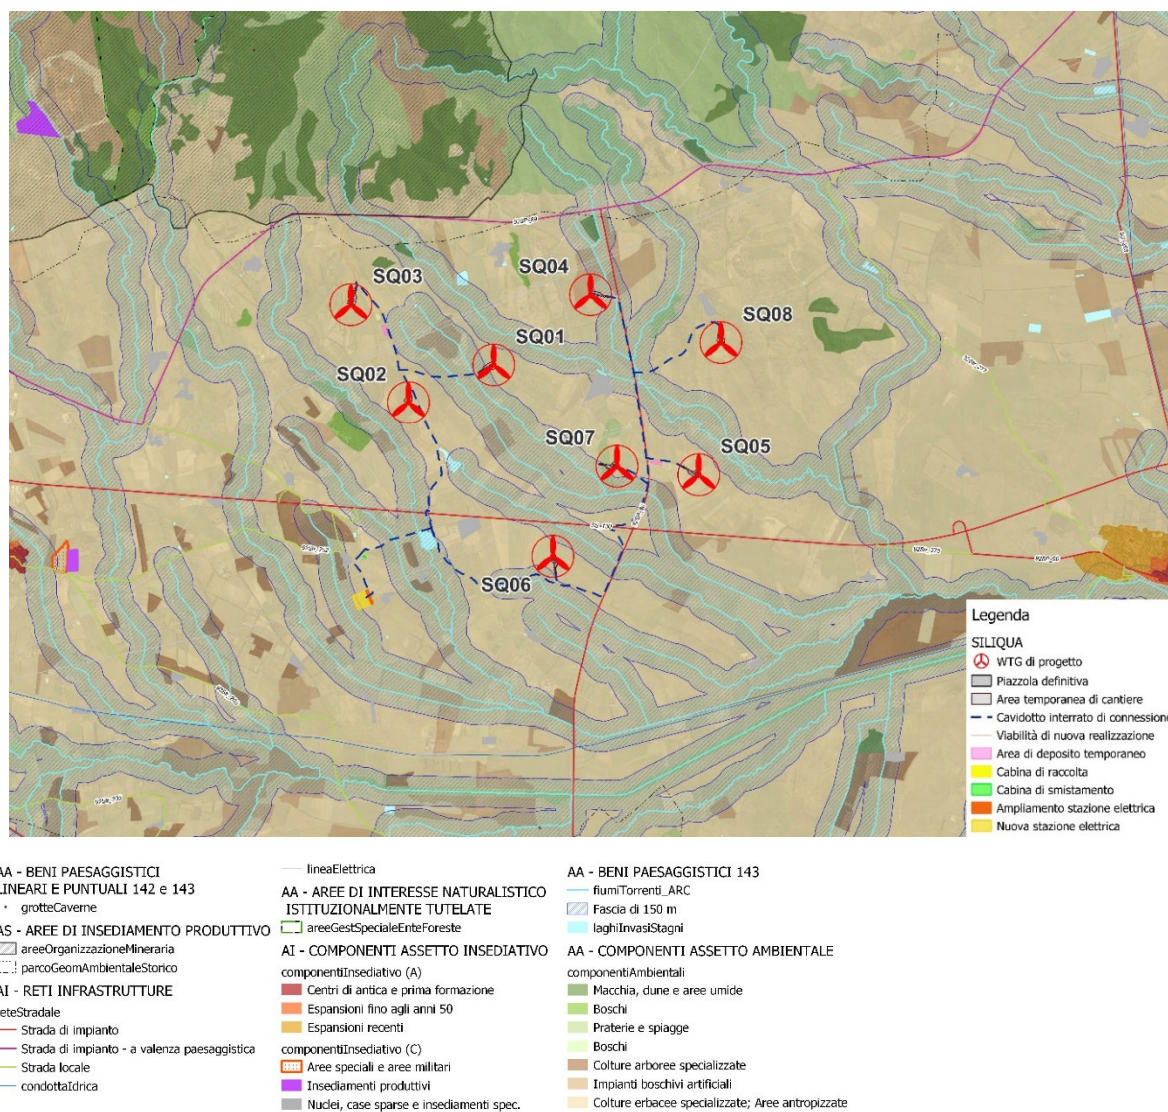 SQ03
SQ04
SQ08
SQ01
SQ02
SQ07
SQ05
SQ06
Legenda
SILIQUA
WTG di progetto
Piazzola definitiva
Area temporanea di cantiere
Cavidotto interrato di connessione
Viabilità di nuova realizzazione
Area di deposito temporaneo
Cabina di raccolta
Cabina di smistamento
Ampliamento stazione elettrica
Nuova stazione elettrica
AA - BENI PAESAGGISTICI
LINEARI E PUNTUALI 142 e 143
grotteCaverne
AS - AREE DI INSEDIAMENTO PRODUTTIVO
areeOrganizzazioneMineraria
parcoGeomAmbientaleStorico
AI - RETI INFRASTRUTTURE
reteStradale
Strada di impianto
Strada di impianto - a valenza paesaggistica
Strada locale
condottaIdrica
lineaElettrica
AA - AREE DI INTERESSE NATURALISTICO
ISTITUZIONALMENTE TUTELATE
areeGestSpecialeEnteForeste
AI - COMPONENTI ASSETTO INSEDIATIVO
componentiInsediativo (A)
Centri di antica e prima formazione
Espansioni fino agli anni 50
Espansioni recenti
componentiInsediativo (C)
Aree speciali e aree militari
Insediamenti produttivi
Nuclei, case sparse e insediamenti spec.
AA - BENI PAESAGGISTICI 143
fiumiTorrenti_ARC
Fascia di 150 m
laghiInvasiStagni
AA - COMPONENTI ASSETTO AMBIENTALE
componentiAmbientali
Macchia, dune e aree umide
Boschi
Praterie e spiagge
Boschi
Colture arboree specializzate
Impianti boschivi artificiali
Colture erbacee specializzate; Aree antropizzate